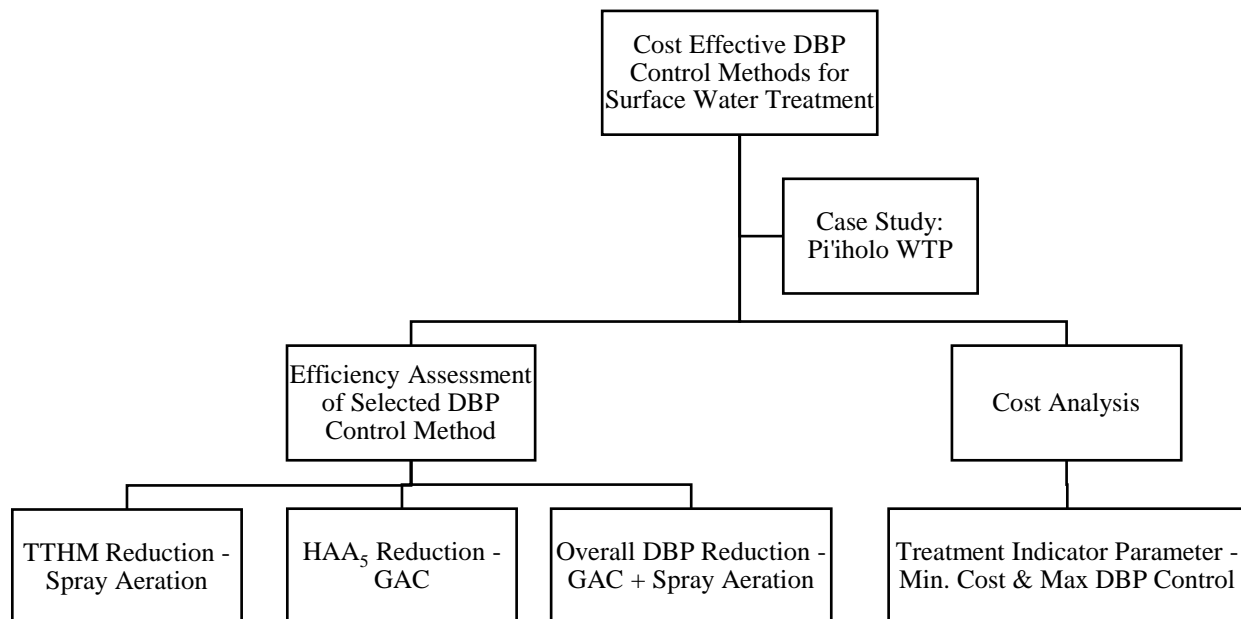 Cost Effective DBP
Control Methods for
Surface Water Treatment
Case Study:
Pi'iholo WTP
Efficiency Assessment
of Selected DBP
Control Method
Cost Analysis
TTHM Reduction -
Spray Aeration
HAA₅ Reduction -
GAC
Overall DBP Reduction -
GAC + Spray Aeration
Treatment Indicator Parameter -
Min. Cost & Max DBP Control